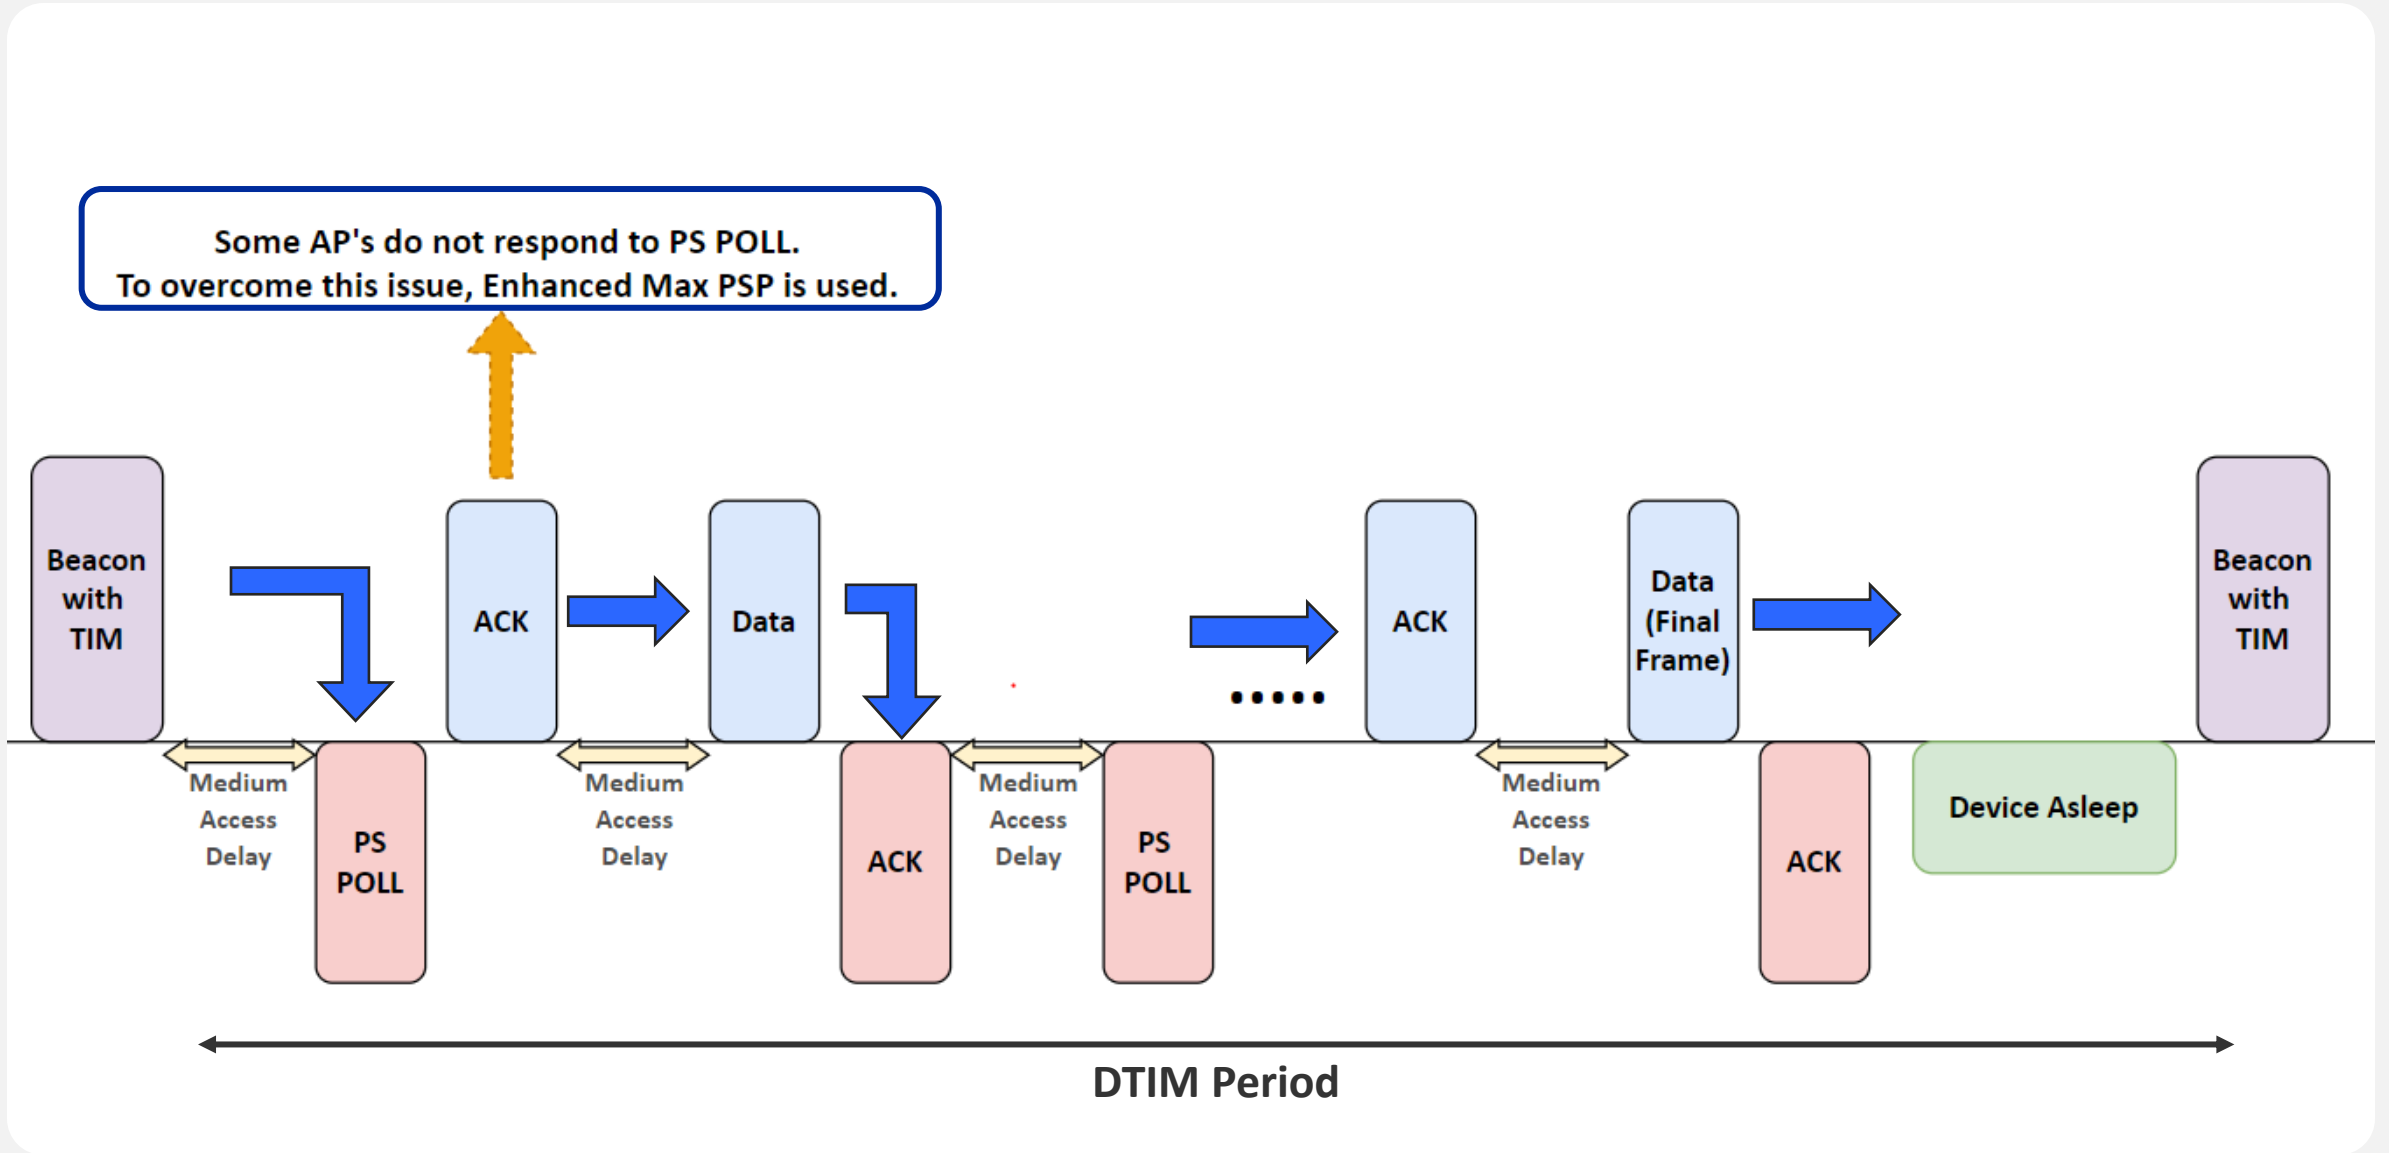 Some AP's do not respond to PS POLL.
To overcome this issue, Enhanced Max PSP is used.
Beacon
with
TIM
ACK
Data
ACK
Data
(Final
Frame)
Beacon
with
TIM
.....
Medium
Access
Delay
PS
POLL
Medium
Access
Delay
ACK
Medium
Access
Delay
PS
POLL
Medium
Access
Delay
ACK
Device Asleep
DTIM Period